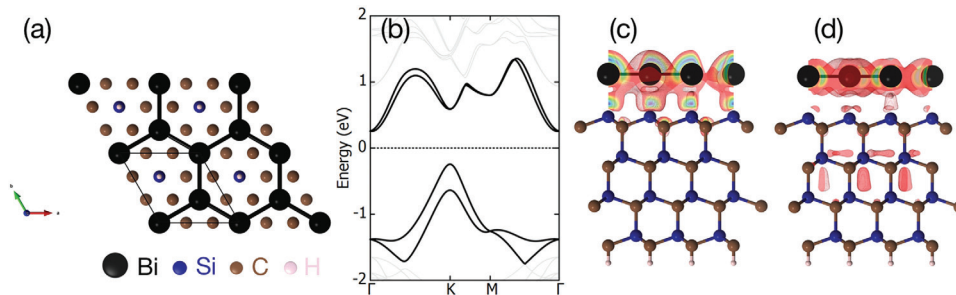 (a)
b
a
Bi Si C H
(b)
Energy (eV)
2
1
0
-1
-2
Γ K M Γ
(c)
(d)